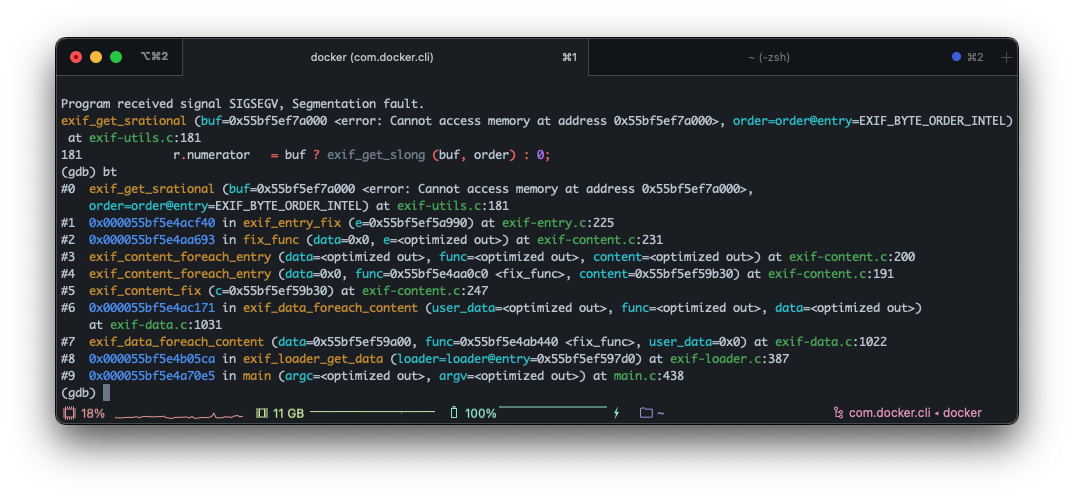 ⌥⌘2
docker (com.docker.cli)
⌘1
~ (-zsh)
⌘2
Program received signal SIGSEGV, Segmentation fault.
exif_get_srational (buf=0x55bf5ef7a000 <error: Cannot access memory at address 0x55bf5ef7a000>, order=order@entry=EXIF_BYTE_ORDER_INTEL)
at exif-utils.c:181
181 r.numerator = buf ? exif_get_slong (buf, order) : 0;
(gdb) bt
#0 exif_get_srational (buf=0x55bf5ef7a000 <error: Cannot access memory at address 0x55bf5ef7a000>,
order=order@entry=EXIF_BYTE_ORDER_INTEL) at exif-utils.c:181
#1 0x000055bf5e4acf40 in exif_entry_fix (e=0x55bf5ef5a990) at exif-entry.c:225
#2 0x000055bf5e4aa693 in fix_func (data=0x0, e=<optimized out>) at exif-content.c:231
#3 exif_content_foreach_entry (data=<optimized out>, func=<optimized out>, content=<optimized out>) at exif-content.c:200
#4 exif_content_foreach_entry (data=0x0, func=0x55bf5e4aa0c0 <fix_func>, content=0x55bf5ef59b30) at exif-content.c:191
#5 exif_content_fix (c=0x55bf5ef59b30) at exif-content.c:247
#6 0x000055bf5e4ac171 in exif_data_foreach_content (user_data=<optimized out>, func=<optimized out>, data=<optimized out>)
at exif-data.c:1031
#7 exif_data_foreach_content (data=0x55bf5ef59a00, func=0x55bf5e4ab440 <fix_func>, user_data=0x0) at exif-data.c:1022
#8 0x000055bf5e4b05ca in exif_loader_get_data (loader=loader@entry=0x55bf5ef597d0) at exif-loader.c:387
#9 0x000055bf5e4a70e5 in main (argc=<optimized out>, argv=<optimized out>) at main.c:438
(gdb)
18%
11 GB
100%
~
com.docker.cli ◂ docker